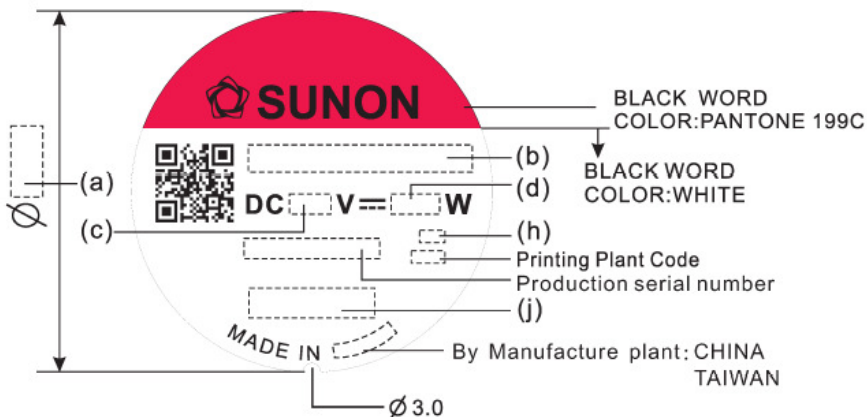 SUNON
BLACK WORD
COLOR:PANTONE 199C
BLACK WORD
COLOR:WHITE
(a)
Ø
(b)
(d)
DC V⎓ W
(c)
(h)
Printing Plant Code
Production serial number
(j)
MADE IN
By Manufacture plant: CHINA
TAIWAN
Ø 3.0